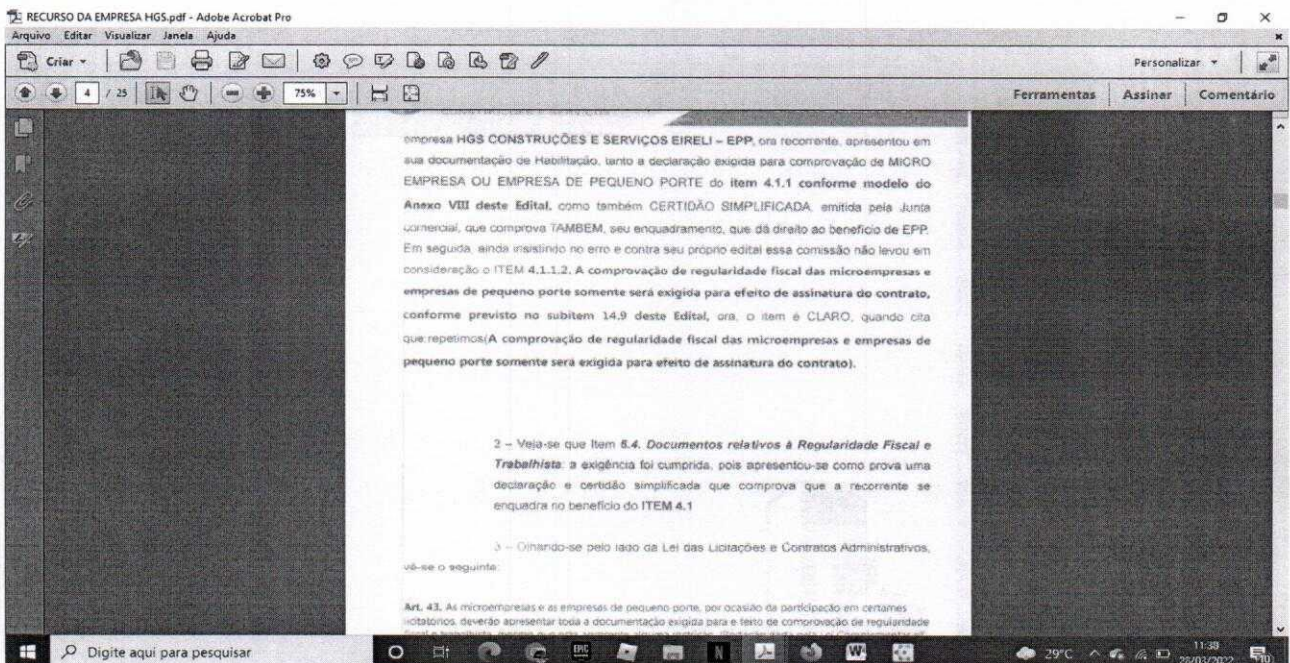 RECURSO DA EMPRESA HGS.pdf - Adobe Acrobat Pro
Arquivo Editar Visualizar Janela Ajuda
Criar
Personalizar
4 / 25
75%
Ferramentas Assinar Comentário
empresa HGS CONSTRUÇÕES E SERVIÇOS EIRELI – EPP, ora recorrente, apresentou em
sua documentação de Habilitação, tanto a declaração exigida para comprovação de MICRO
EMPRESA OU EMPRESA DE PEQUENO PORTE do item 4.1.1 conforme modelo do
Anexo VIII deste Edital, como também CERTIDÃO SIMPLIFICADA, emitida pela Junta
comercial, que comprova TAMBEM, seu enquadramento, que dá direito ao beneficio de EPP.
Em seguida, ainda insistindo no erro e contra seu próprio edital essa comissão não levou em
consideração o ITEM 4.1.1.2. A comprovação de regularidade fiscal das microempresas e
empresas de pequeno porte somente será exigida para efeito de assinatura do contrato,
conforme previsto no subitem 14.9 deste Edital, ora, o item é CLARO, quando cita
que:repetimos(A comprovação de regularidade fiscal das microempresas e empresas de
pequeno porte somente será exigida para efeito de assinatura do contrato).
2 – Veja-se que Item 6.4. Documentos relativos à Regularidade Fiscal e
Trabalhista: a exigência foi cumprida, pois apresentou-se como prova uma
declaração e certidão simplificada que comprova que a recorrente se
enquadra no benefício do ITEM 4.1
3 – Olhando-se pelo lado da Lei das Licitações e Contratos Administrativos,
vê-se o seguinte:
Art. 43. As microempresas e as empresas de pequeno porte, por ocasião da participação em certames
licitatórios, deverão apresentar toda a documentação exigida para efeito de comprovação de regularidade
Digite aqui para pesquisar
EPIC
29°C
11:38
28/03/2022